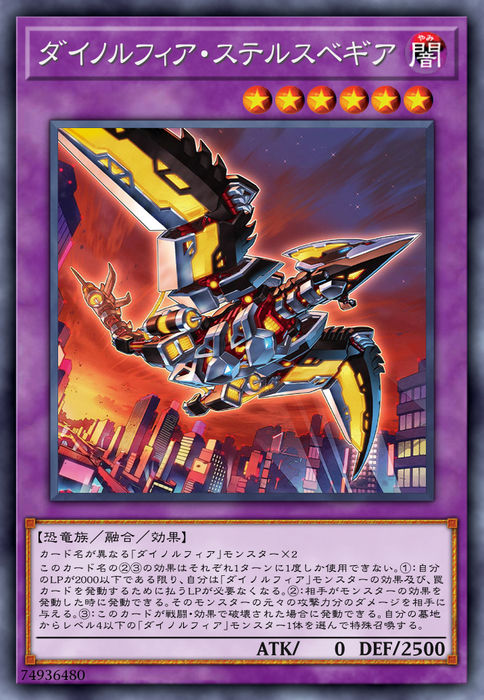 ダイノルフィア・ステルスベギア
やみ
闇
【恐竜族／融合／効果】
カード名が異なる「ダイノルフィア」モンスター×2
このカード名の②③の効果はそれぞれ1ターンに1度しか使用できない。①：自分
のLPが2000以下である限り、自分は「ダイノルフィア」モンスターの効果及び、罠
カードを発動するために払うLPが必要なくなる。②：相手がモンスターの効果を
発動した時に発動できる。そのモンスターの元々の攻撃力分のダメージを相手に
与える。③：このカードが戦闘・効果で破壊された場合に発動できる。自分の墓地
からレベル4以下の「ダイノルフィア」モンスター1体を選んで特殊召喚する。
ATK/ 0 DEF/2500
74936480